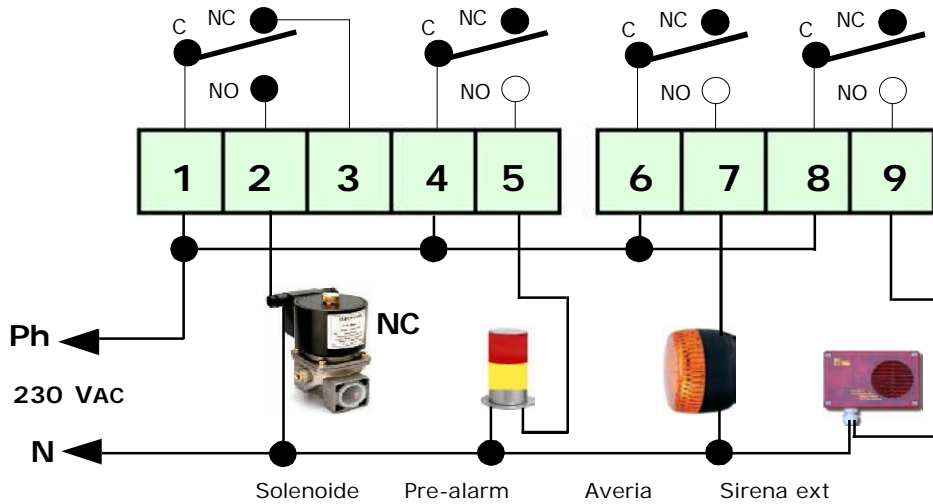 NC NC NC NC
C C C C
NO NO NO NO
1 2 3 4 5 6 7 8 9
NC
Ph
230 VAC
N
Solenoide Pre-alarm Averia Sirena ext